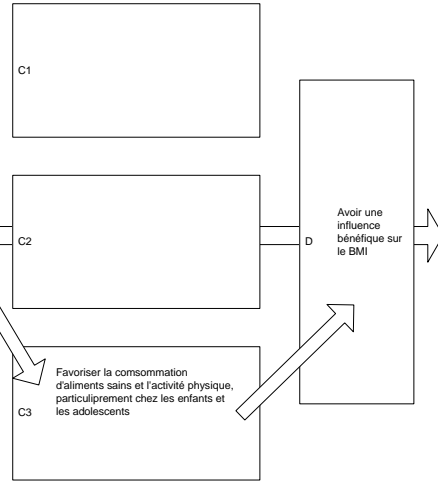 C1
C2
D
Avoir une
influence
bénéfique sur
le BMI
C3
Favoriser la comsommation
d'aliments sains et l'activité physique,
particuliprement chez les enfants et
les adolescents